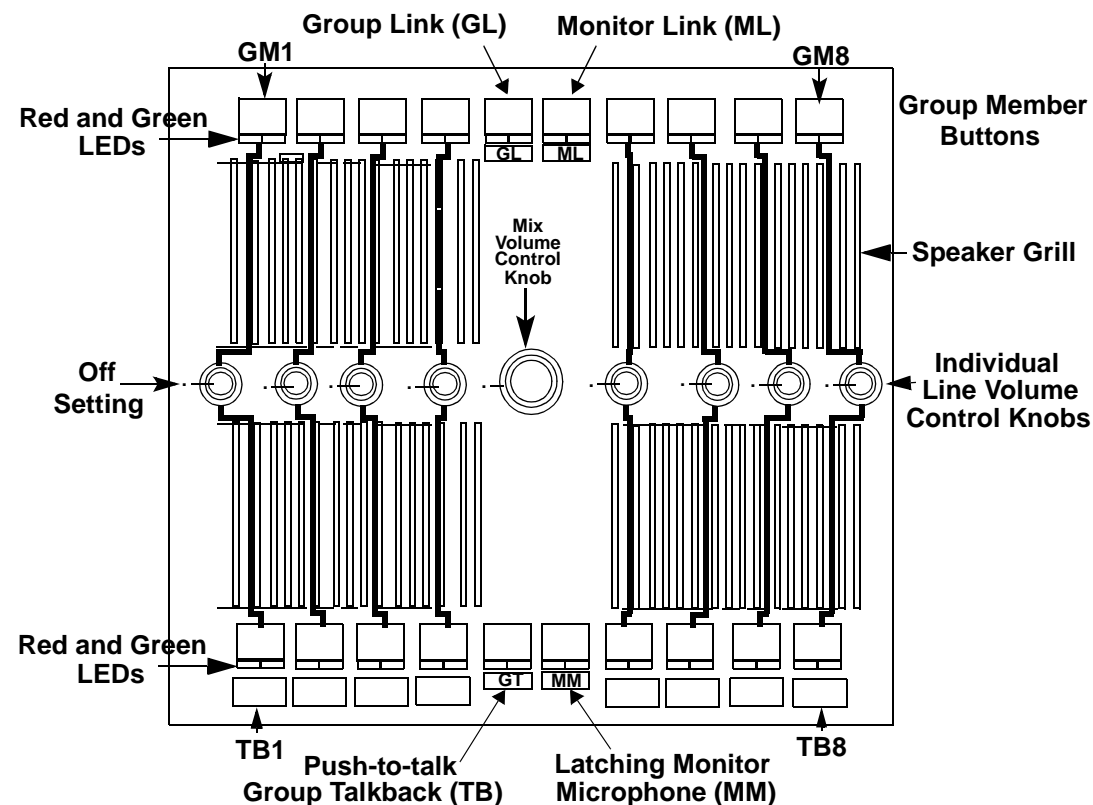 Group Link (GL)
Monitor Link (ML)
GM1
GM8
Red and Green
LEDs
Group Member
Buttons
GL
ML
Mix
Volume
Control
Knob
Speaker Grill
Off
Setting
Individual
Line Volume
Control Knobs
Red and Green
LEDs
GT
MM
TB1
TB8
Push-to-talk
Group Talkback (TB)
Latching Monitor
Microphone (MM)